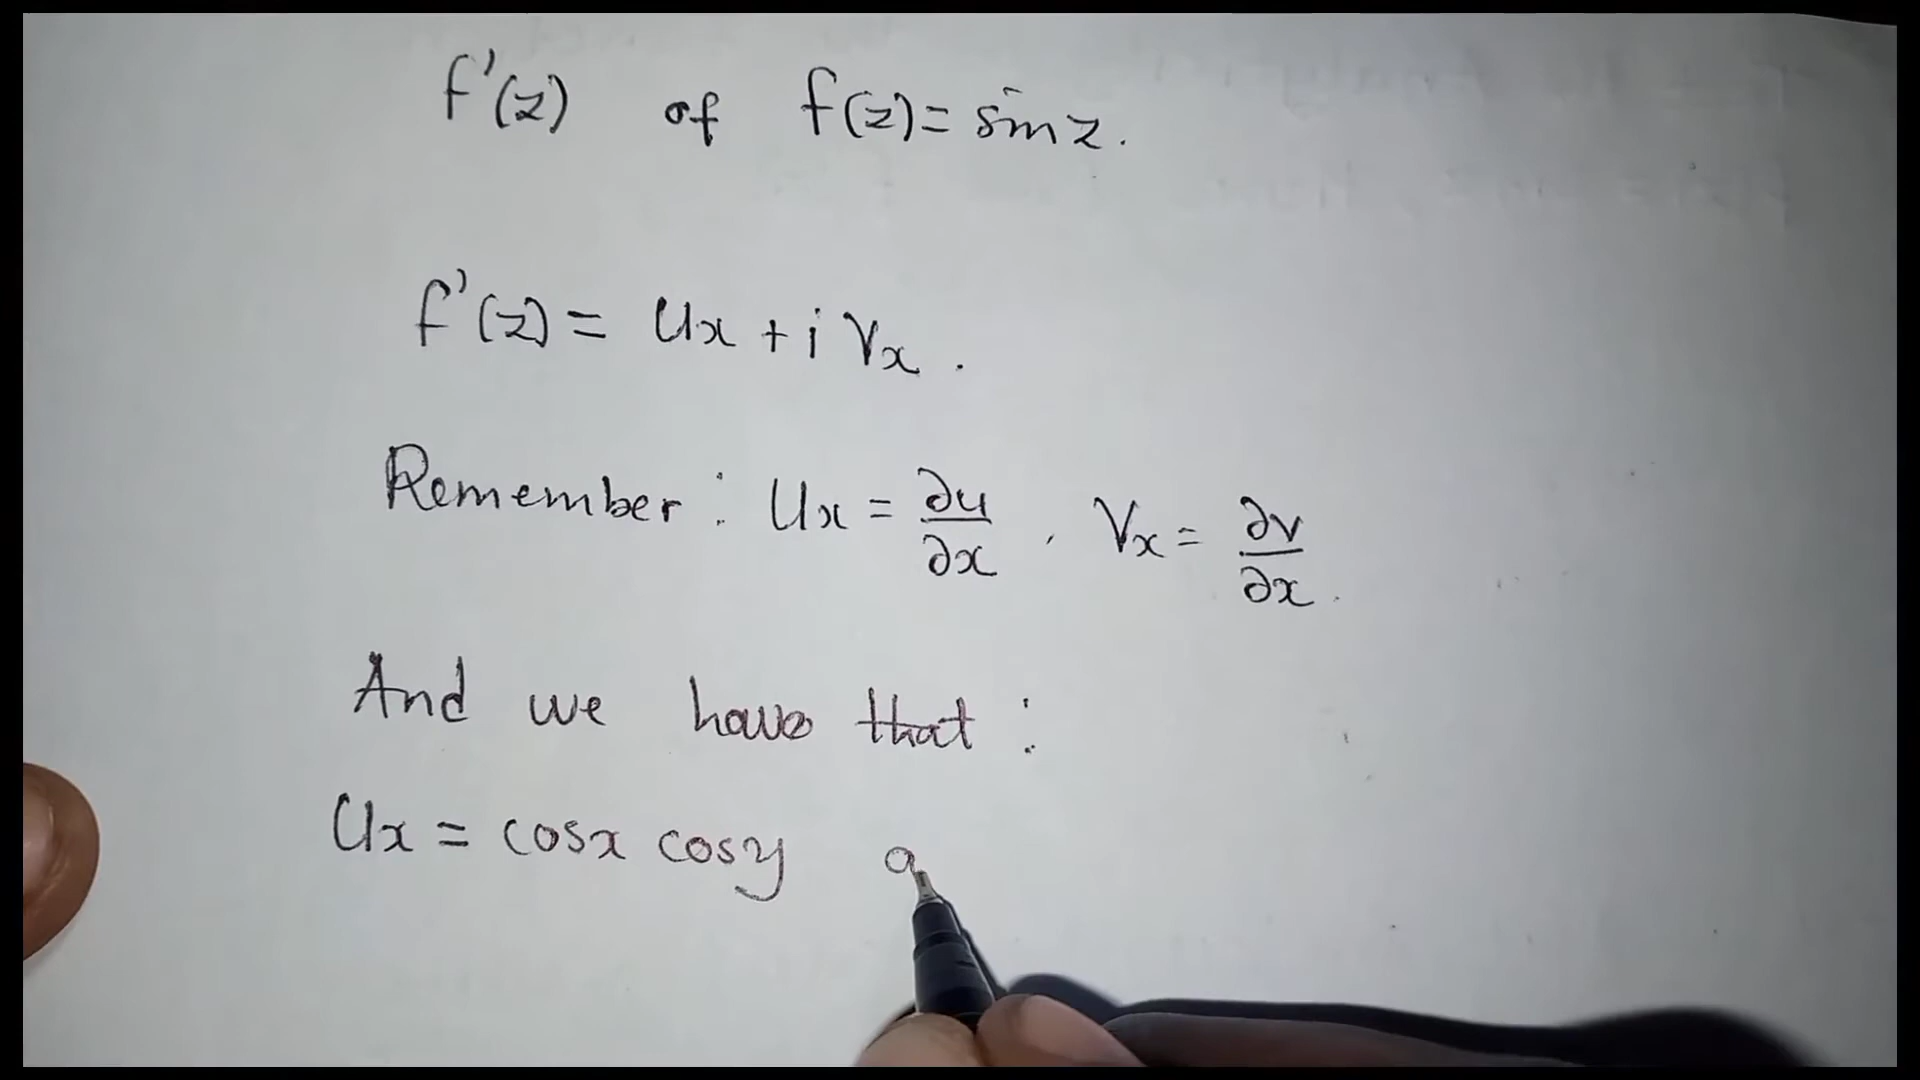 f'(z) of f(z) = sin z.
f'(z) = Ux + i Vx.
Remember : Ux = ∂u/∂x , Vx = ∂v/∂x.
And we have that :
Ux = cosx cosy a